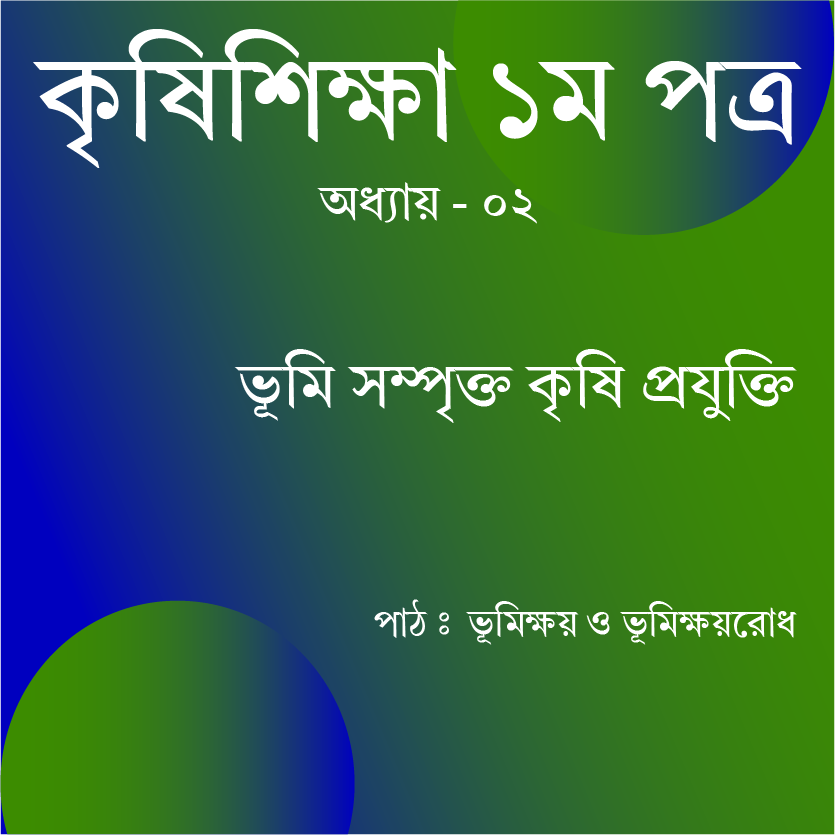 কৃষিশিক্ষা ১ম পত্র
অধ্যায় - ০২
ভূমি সম্পৃক্ত কৃষি প্রযুক্তি
পাঠ ঃ ভূমিক্ষয় ও ভূমিক্ষয়রোধ